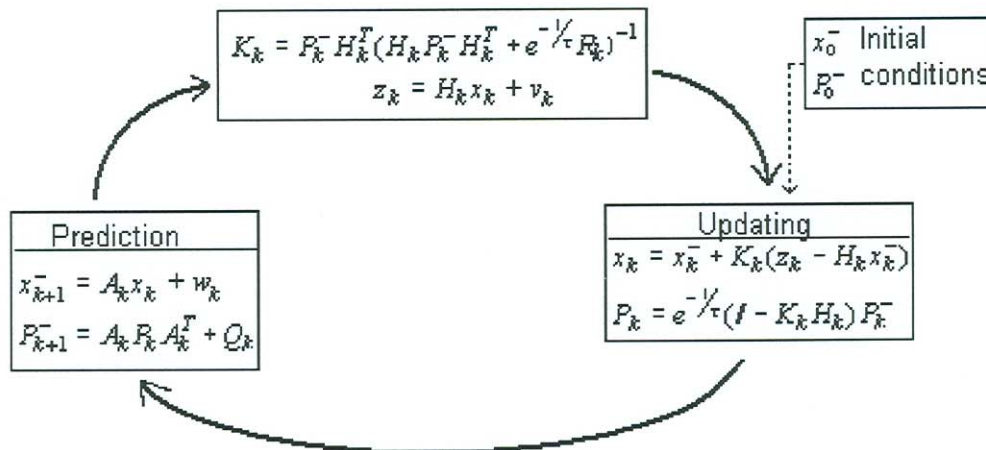 K_k = P_k^- H_k^T (H_k P_k^- H_k^T + e^{-1/τ} R_k)^{-1}
z_k = H_k x_k + v_k
x_0^- Initial
P_0^- conditions
Prediction
x_{k+1}^- = A_k x_k + w_k
P_{k+1}^- = A_k P_k A_k^T + Q_k
Updating
x_k = x_k^- + K_k(z_k - H_k x_k^-)
P_k = e^{-1/τ}(I - K_k H_k) P_k^-